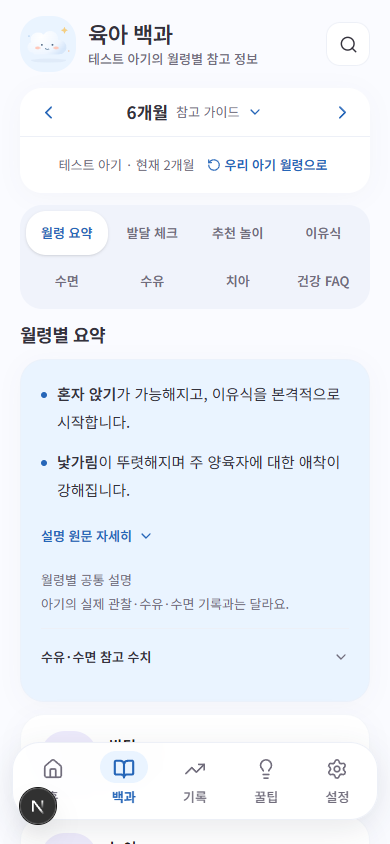 육아 백과
테스트 아기의 월령별 참고 정보
6개월 참고 가이드
테스트 아기 · 현재 2개월 우리 아기 월령으로
월령 요약 발달 체크 추천 놀이 이유식
수면 수유 치아 건강 FAQ
월령별 요약
혼자 앉기가 가능해지고, 이유식을 본격적으로
시작합니다.
낯가림이 뚜렷해지며 주 양육자에 대한 애착이
강해집니다.
설명 원문 자세히
월령별 공통 설명
아기의 실제 관찰·수유·수면 기록과는 달라요.
수유·수면 참고 수치
백과 기록 꿀팁 설정
N